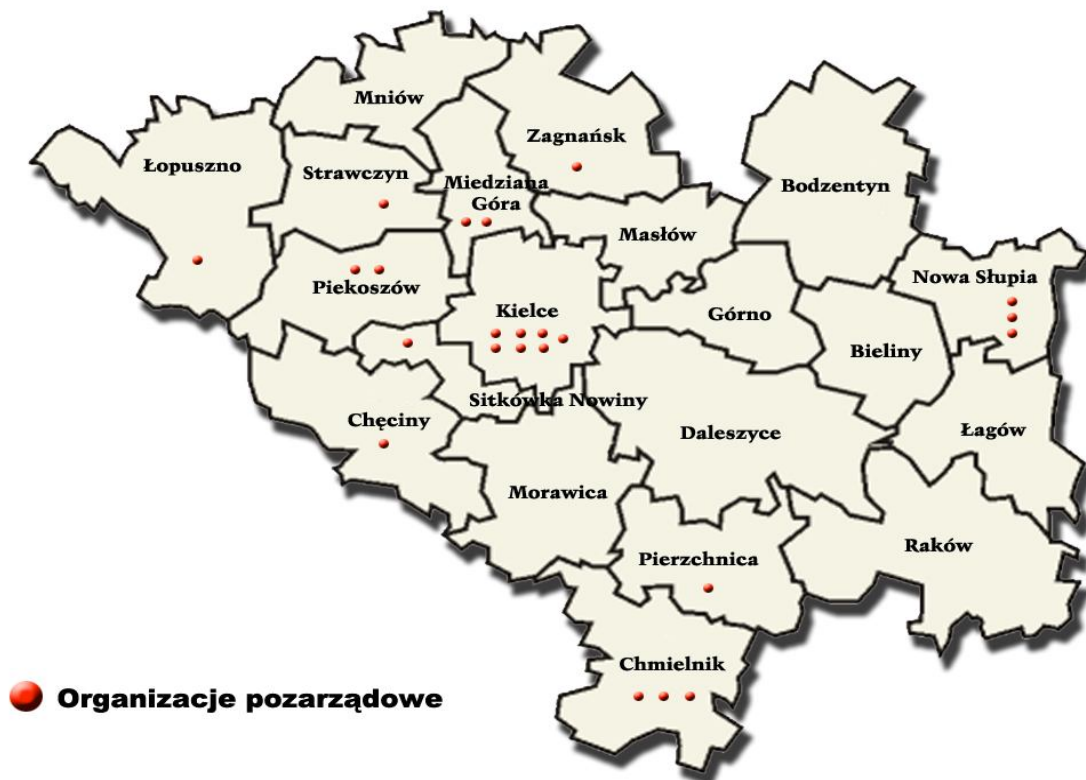 Mniów
Zagnańsk
Łopuszno
Strawczyn
Miedziana
Góra
Bodzentyn
Masłów
Nowa Słupia
Piekoszów
Kielce
Górno
Bieliny
Sitkówka Nowiny
Chęciny
Daleszyce
Łagów
Morawica
Raków
Pierzchnica
Chmielnik
Organizacje pozarządowe